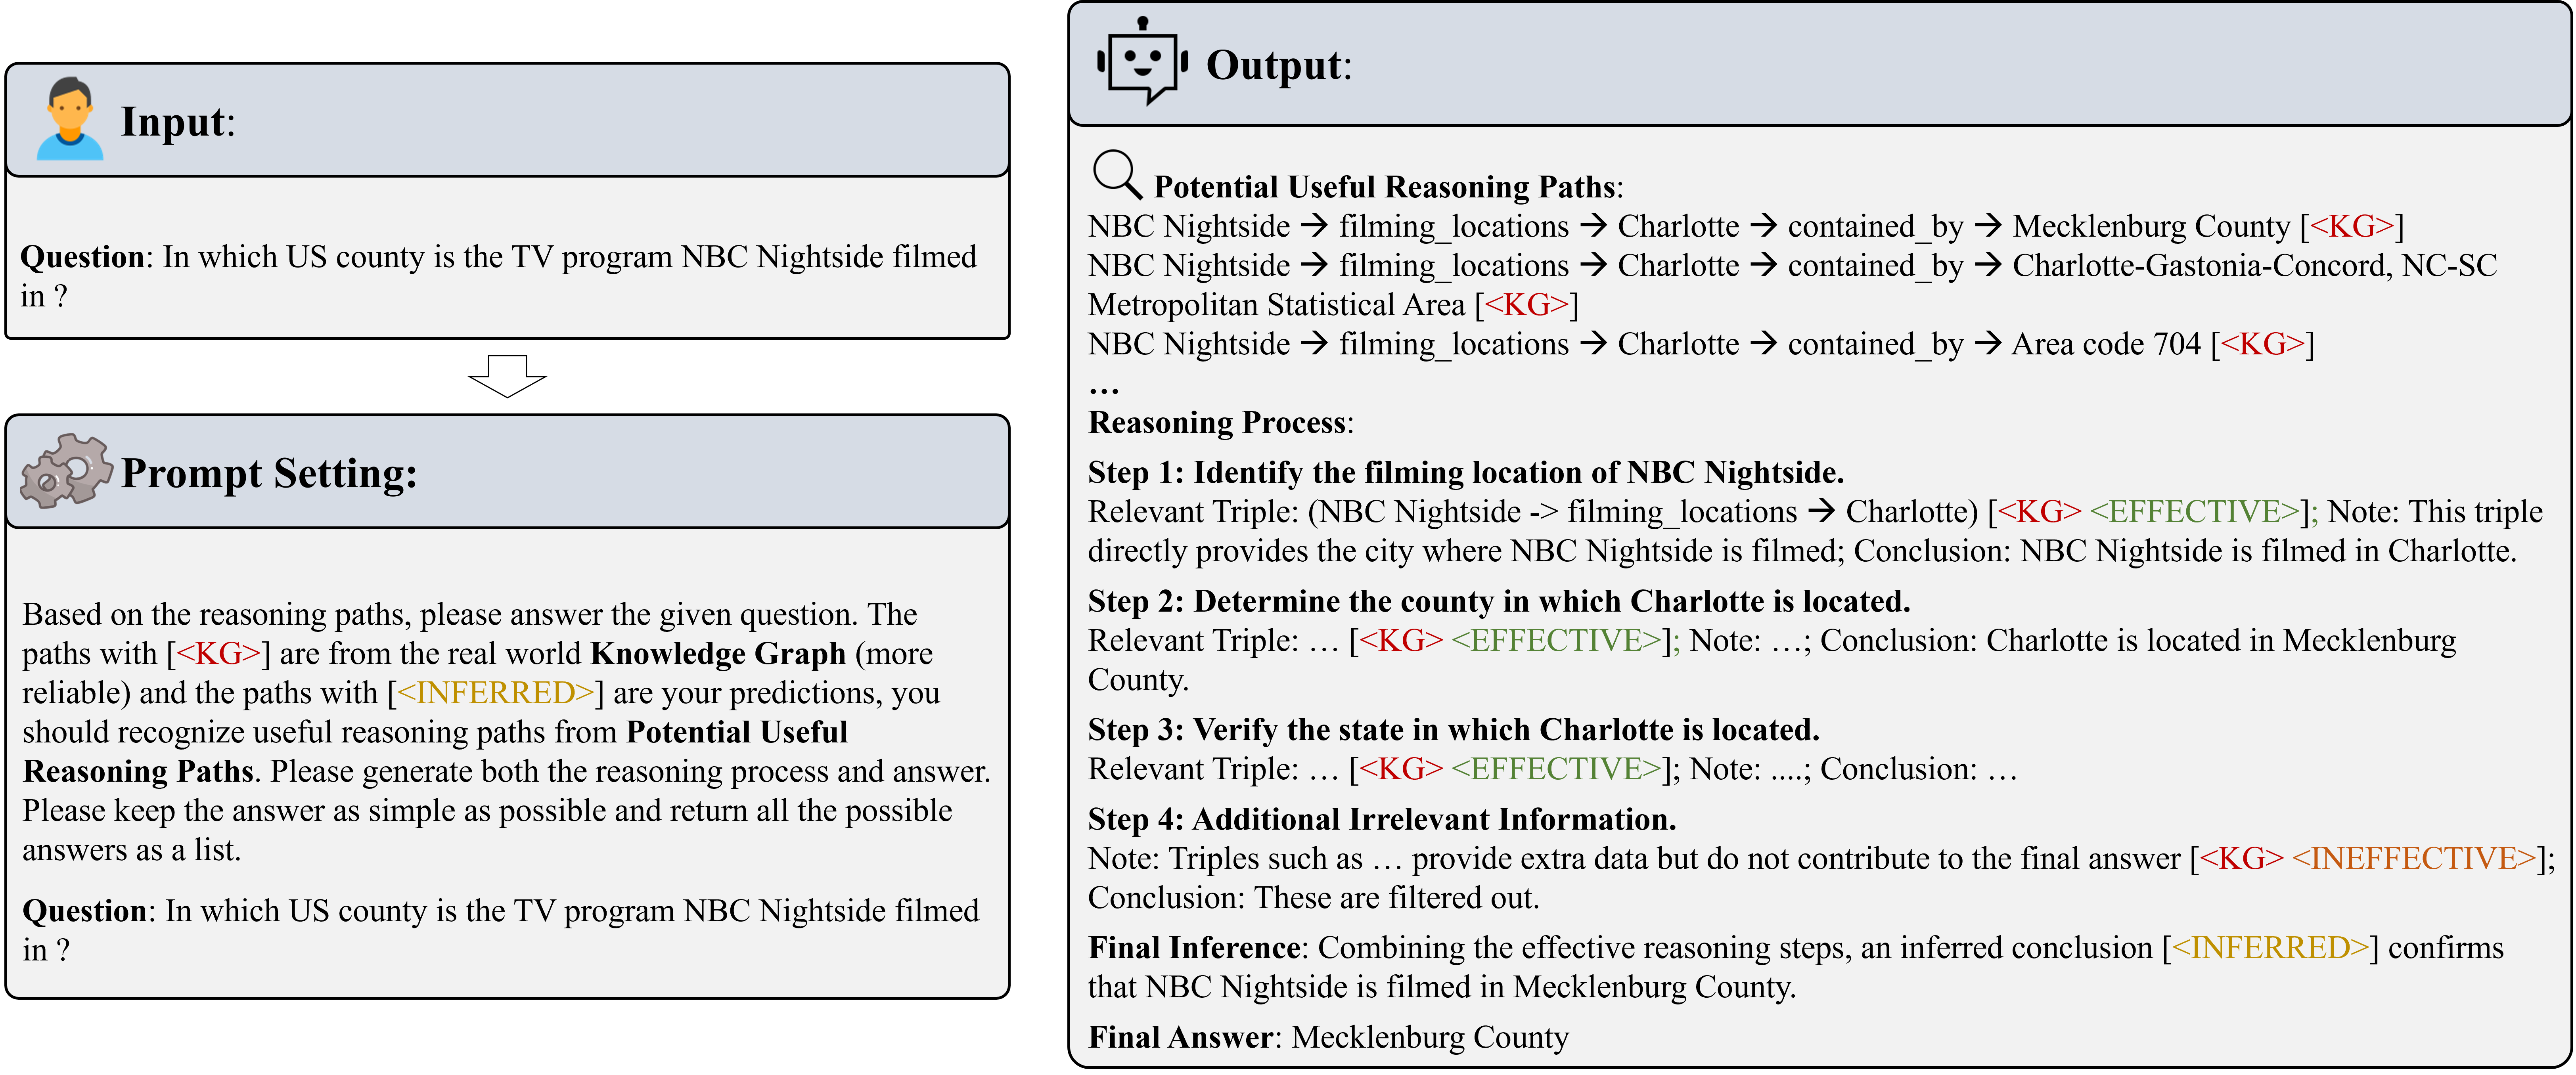 Input:
Question: In which US county is the TV program NBC Nightside filmed
in ?
Prompt Setting:
Based on the reasoning paths, please answer the given question. The
paths with [<KG>] are from the real world Knowledge Graph (more
reliable) and the paths with [<INFERRED>] are your predictions, you
should recognize useful reasoning paths from Potential Useful
Reasoning Paths. Please generate both the reasoning process and answer.
Please keep the answer as simple as possible and return all the possible
answers as a list.
Question: In which US county is the TV program NBC Nightside filmed
in ?
Output:
Potential Useful Reasoning Paths:
NBC Nightside → filming_locations → Charlotte → contained_by → Mecklenburg County [<KG>]
NBC Nightside → filming_locations → Charlotte → contained_by → Charlotte-Gastonia-Concord, NC-SC
Metropolitan Statistical Area [<KG>]
NBC Nightside → filming_locations → Charlotte → contained_by → Area code 704 [<KG>]
…
Reasoning Process:
Step 1: Identify the filming location of NBC Nightside.
Relevant Triple: (NBC Nightside -> filming_locations → Charlotte) [<KG> <EFFECTIVE>]; Note: This triple
directly provides the city where NBC Nightside is filmed; Conclusion: NBC Nightside is filmed in Charlotte.
Step 2: Determine the county in which Charlotte is located.
Relevant Triple: … [<KG> <EFFECTIVE>]; Note: …; Conclusion: Charlotte is located in Mecklenburg
County.
Step 3: Verify the state in which Charlotte is located.
Relevant Triple: … [<KG> <EFFECTIVE>]; Note: ....; Conclusion: …
Step 4: Additional Irrelevant Information.
Note: Triples such as … provide extra data but do not contribute to the final answer [<KG> <INEFFECTIVE>];
Conclusion: These are filtered out.
Final Inference: Combining the effective reasoning steps, an inferred conclusion [<INFERRED>] confirms
that NBC Nightside is filmed in Mecklenburg County.
Final Answer: Mecklenburg County